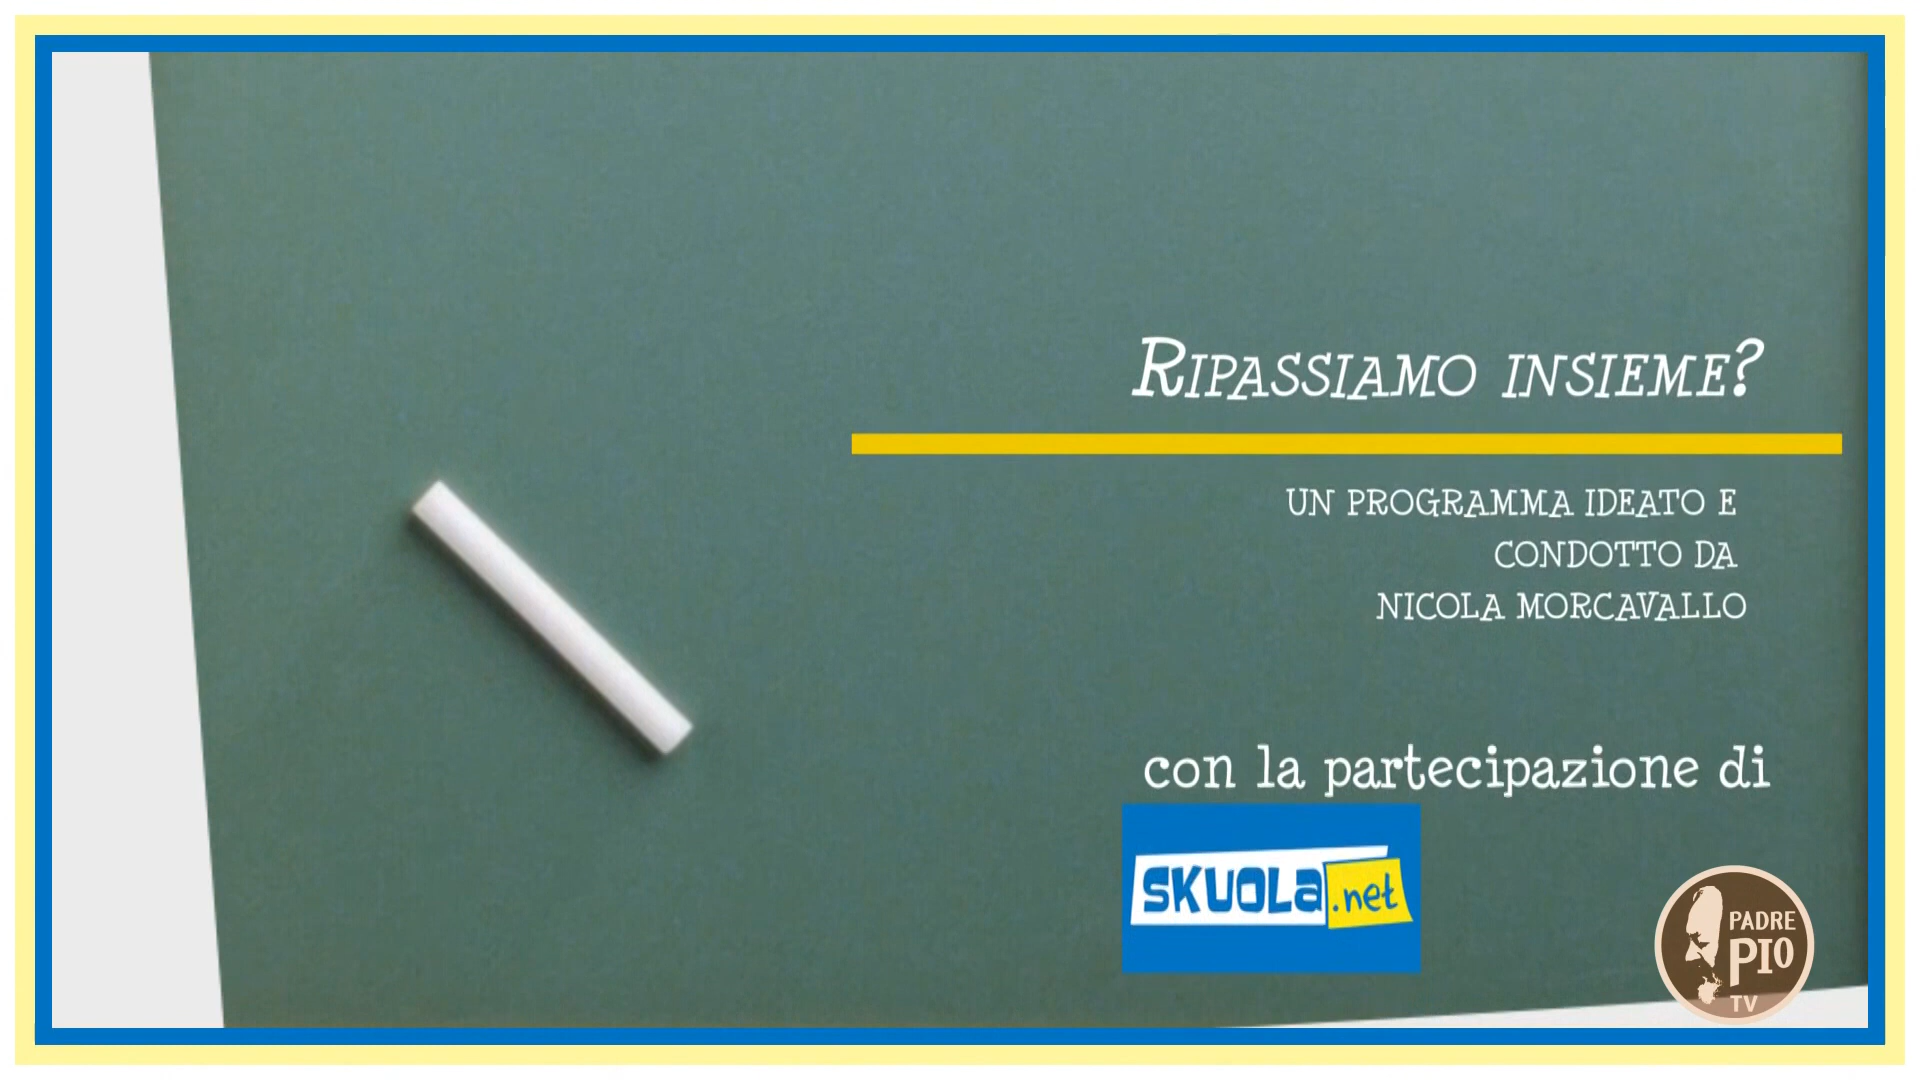 RIPASSIAMO INSIEME?
UN PROGRAMMA IDEATO E
CONDOTTO DA
NICOLA MORCAVALLO
con la partecipazione di
SKUOLa.net
PADRE
PIO
TV